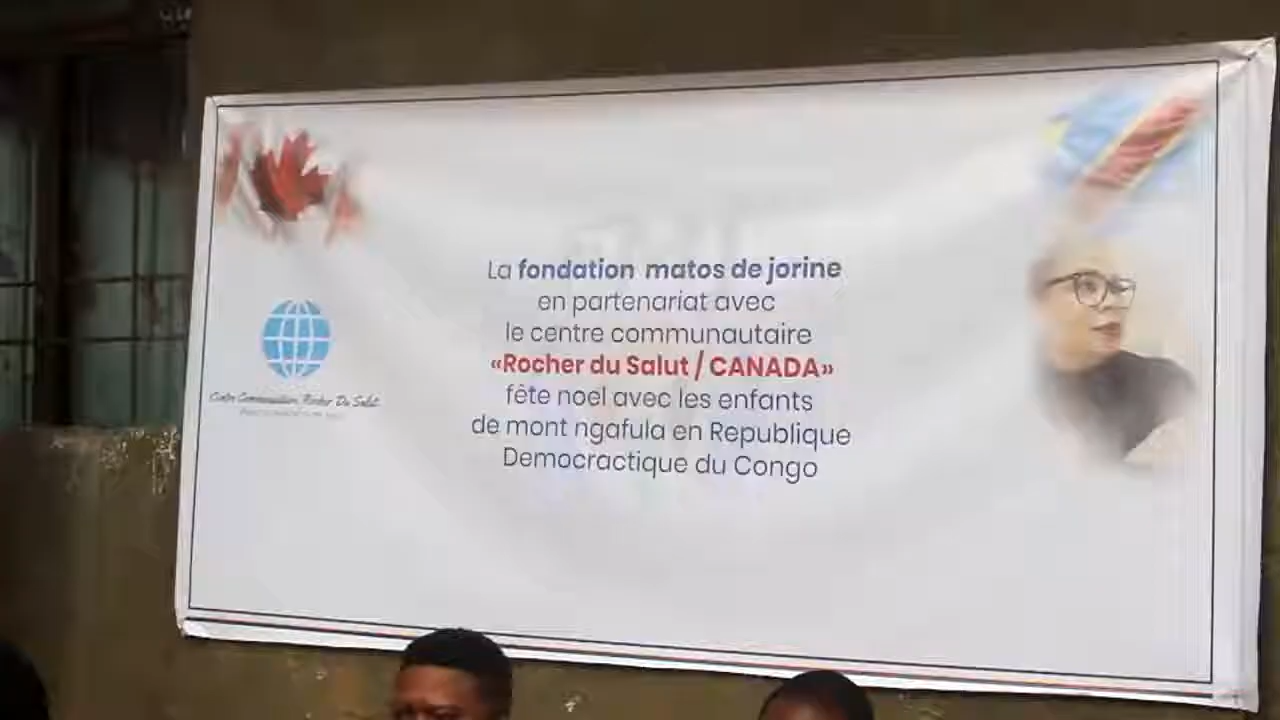 La fondation matos de jorine
en partenariat avec
le centre communautaire
«Rocher du Salut / CANADA»
fête noel avec les enfants
de mont ngafula en Republique
Democractique du Congo
Rocher Du Salut